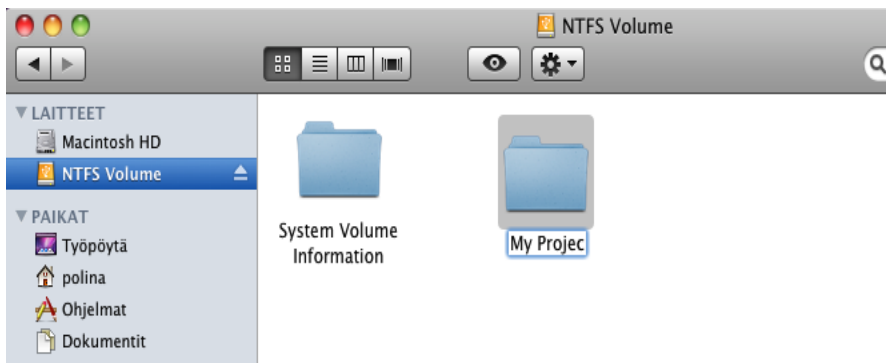 NTFS Volume
LAITTEET
Macintosh HD
NTFS Volume
PAIKAT
Työpöytä
polina
Ohjelmat
Dokumentit
System Volume
Information
My Projec